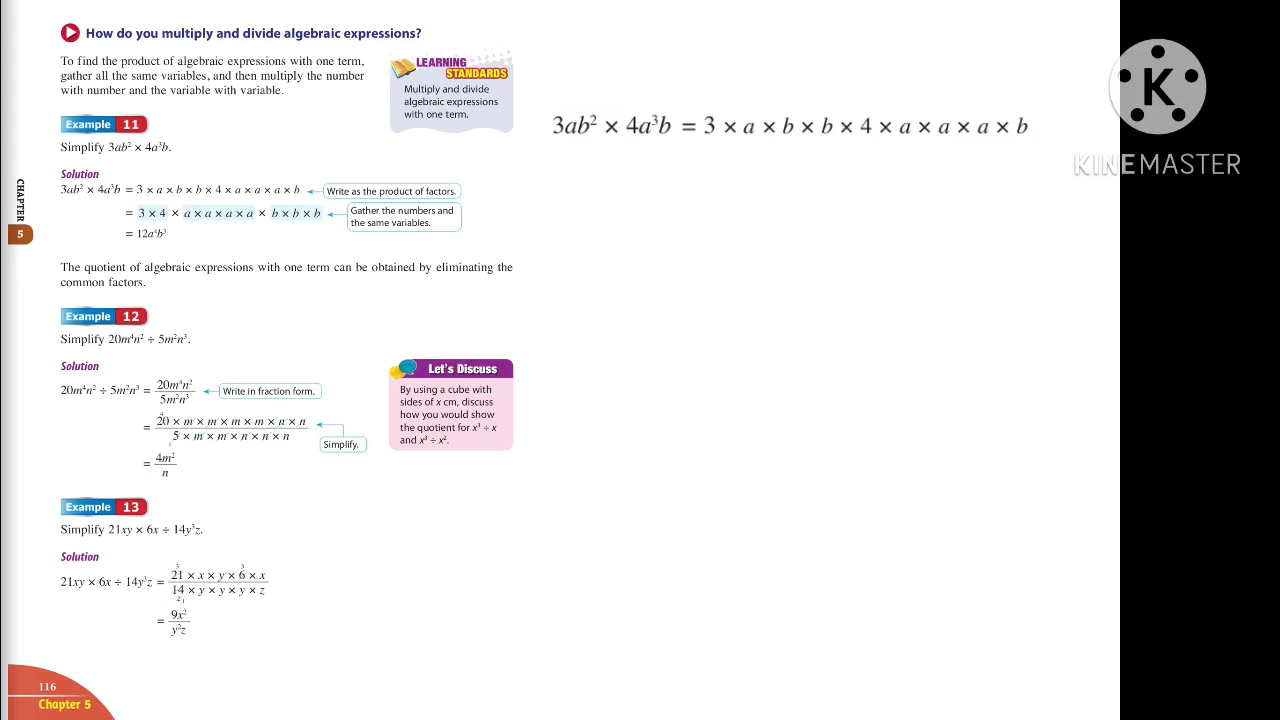 How do you multiply and divide algebraic expressions?
To find the product of algebraic expressions with one term,
gather all the same variables, and then multiply the number
with number and the variable with variable.
LEARNING
STANDARDS
Multiply and divide
algebraic expressions
with one term.
Example 11
Simplify 3ab² × 4a³b.
Solution
3ab² × 4a³b = 3 × a × b × b × 4 × a × a × a × b
Write as the product of factors.
= 3 × 4 × a × a × a × a × b × b × b
Gather the numbers and
the same variables.
= 12a⁴b³
The quotient of algebraic expressions with one term can be obtained by eliminating the
common factors.
Example 12
Simplify 20m⁴n² ÷ 5m²n³.
Solution
20m⁴n² ÷ 5m²n³ = 20m⁴n² / 5m²n³
Write in fraction form.
= 20 × m × m × m × m × n × n / 5 × m × m × n × n × n
4
1
Simplify.
= 4m² / n
Let's Discuss
By using a cube with
sides of x cm, discuss
how you would show
the quotient for x³ ÷ x
and x³ ÷ x².
Example 13
Simplify 21xy × 6x ÷ 14y³z.
Solution
21xy × 6x ÷ 14y³z = 21 × x × y × 6 × x / 14 × y × y × y × z
3 3
2 1
= 9x² / y²z
CHAPTER
5
116
Chapter 5
3ab² × 4a³b = 3 × a × b × b × 4 × a × a × a × b
K
KINEMASTER